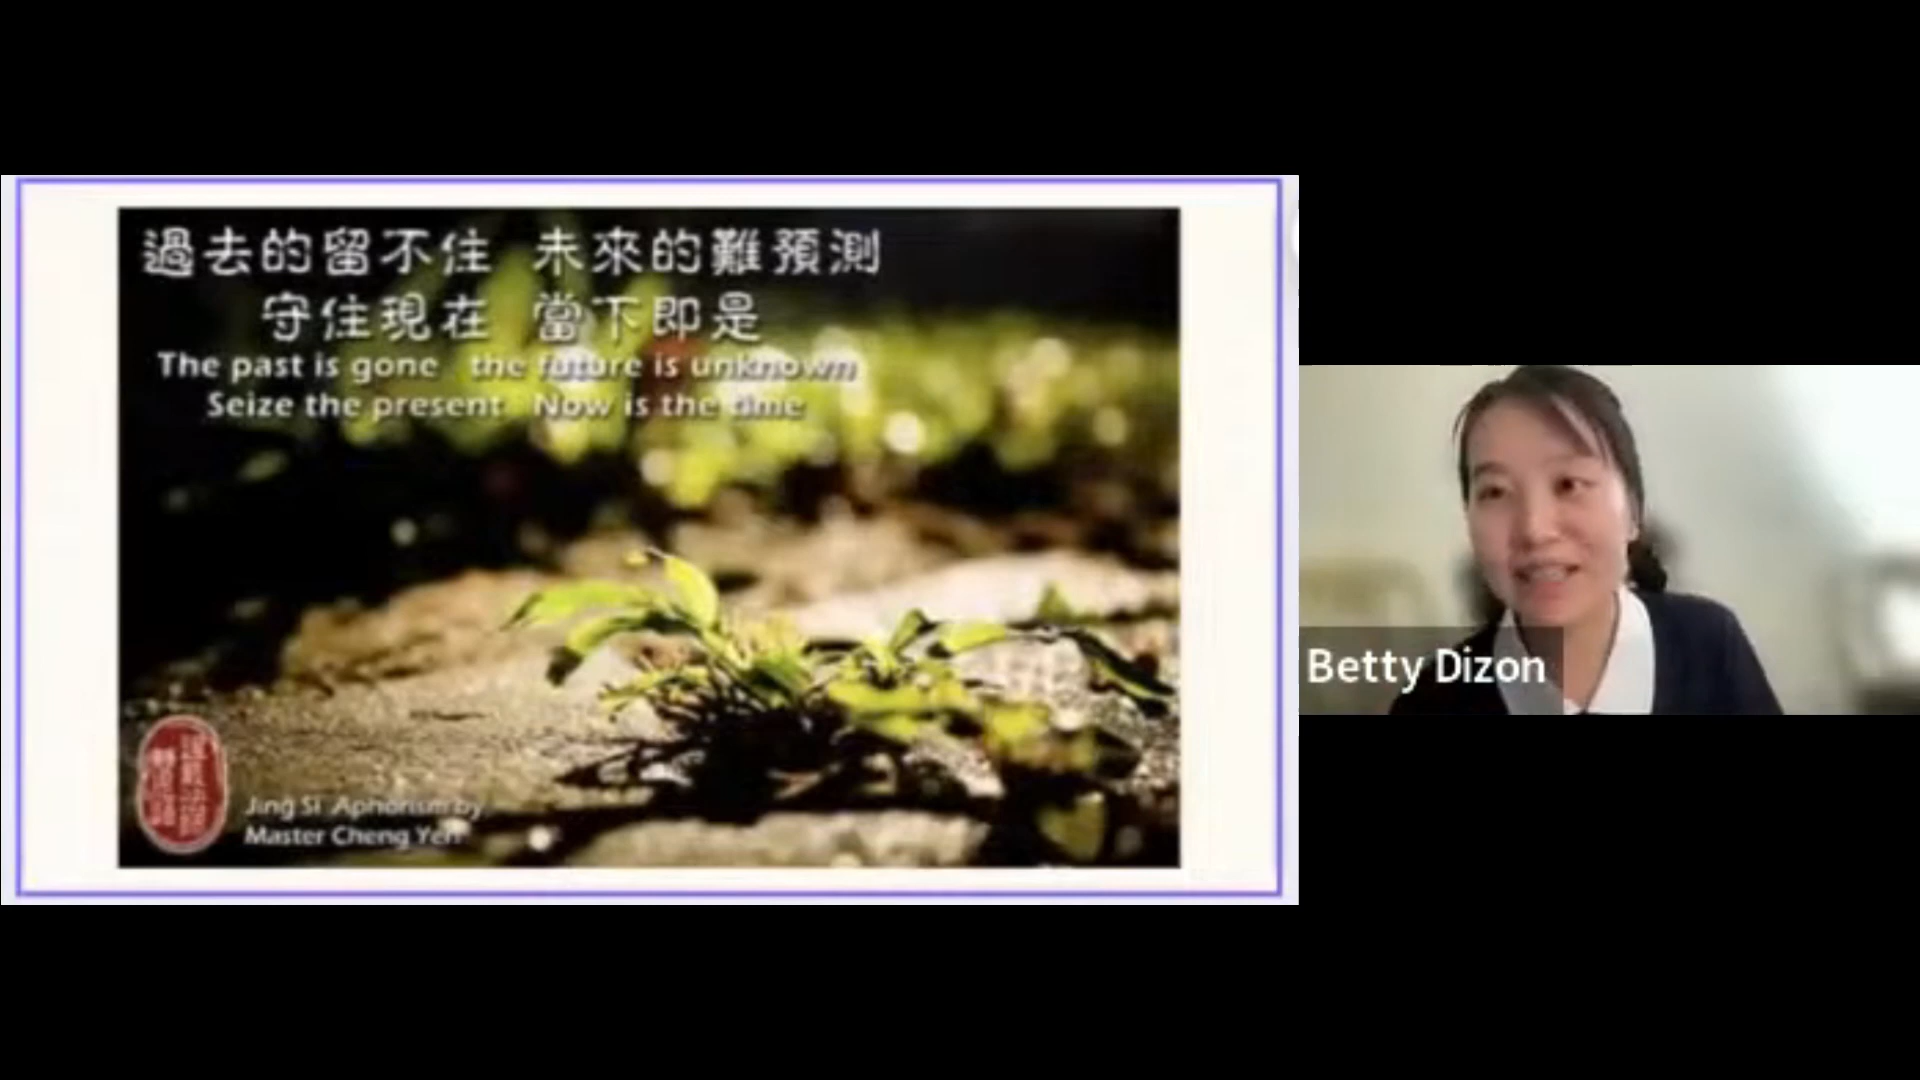 過去的留不住 未來的難預測
守住現在 當下即是
The past is gone the future is unknown
Seize the present Now is the time
Jing Si Aphorism by
Master Cheng Yen
Betty Dizon